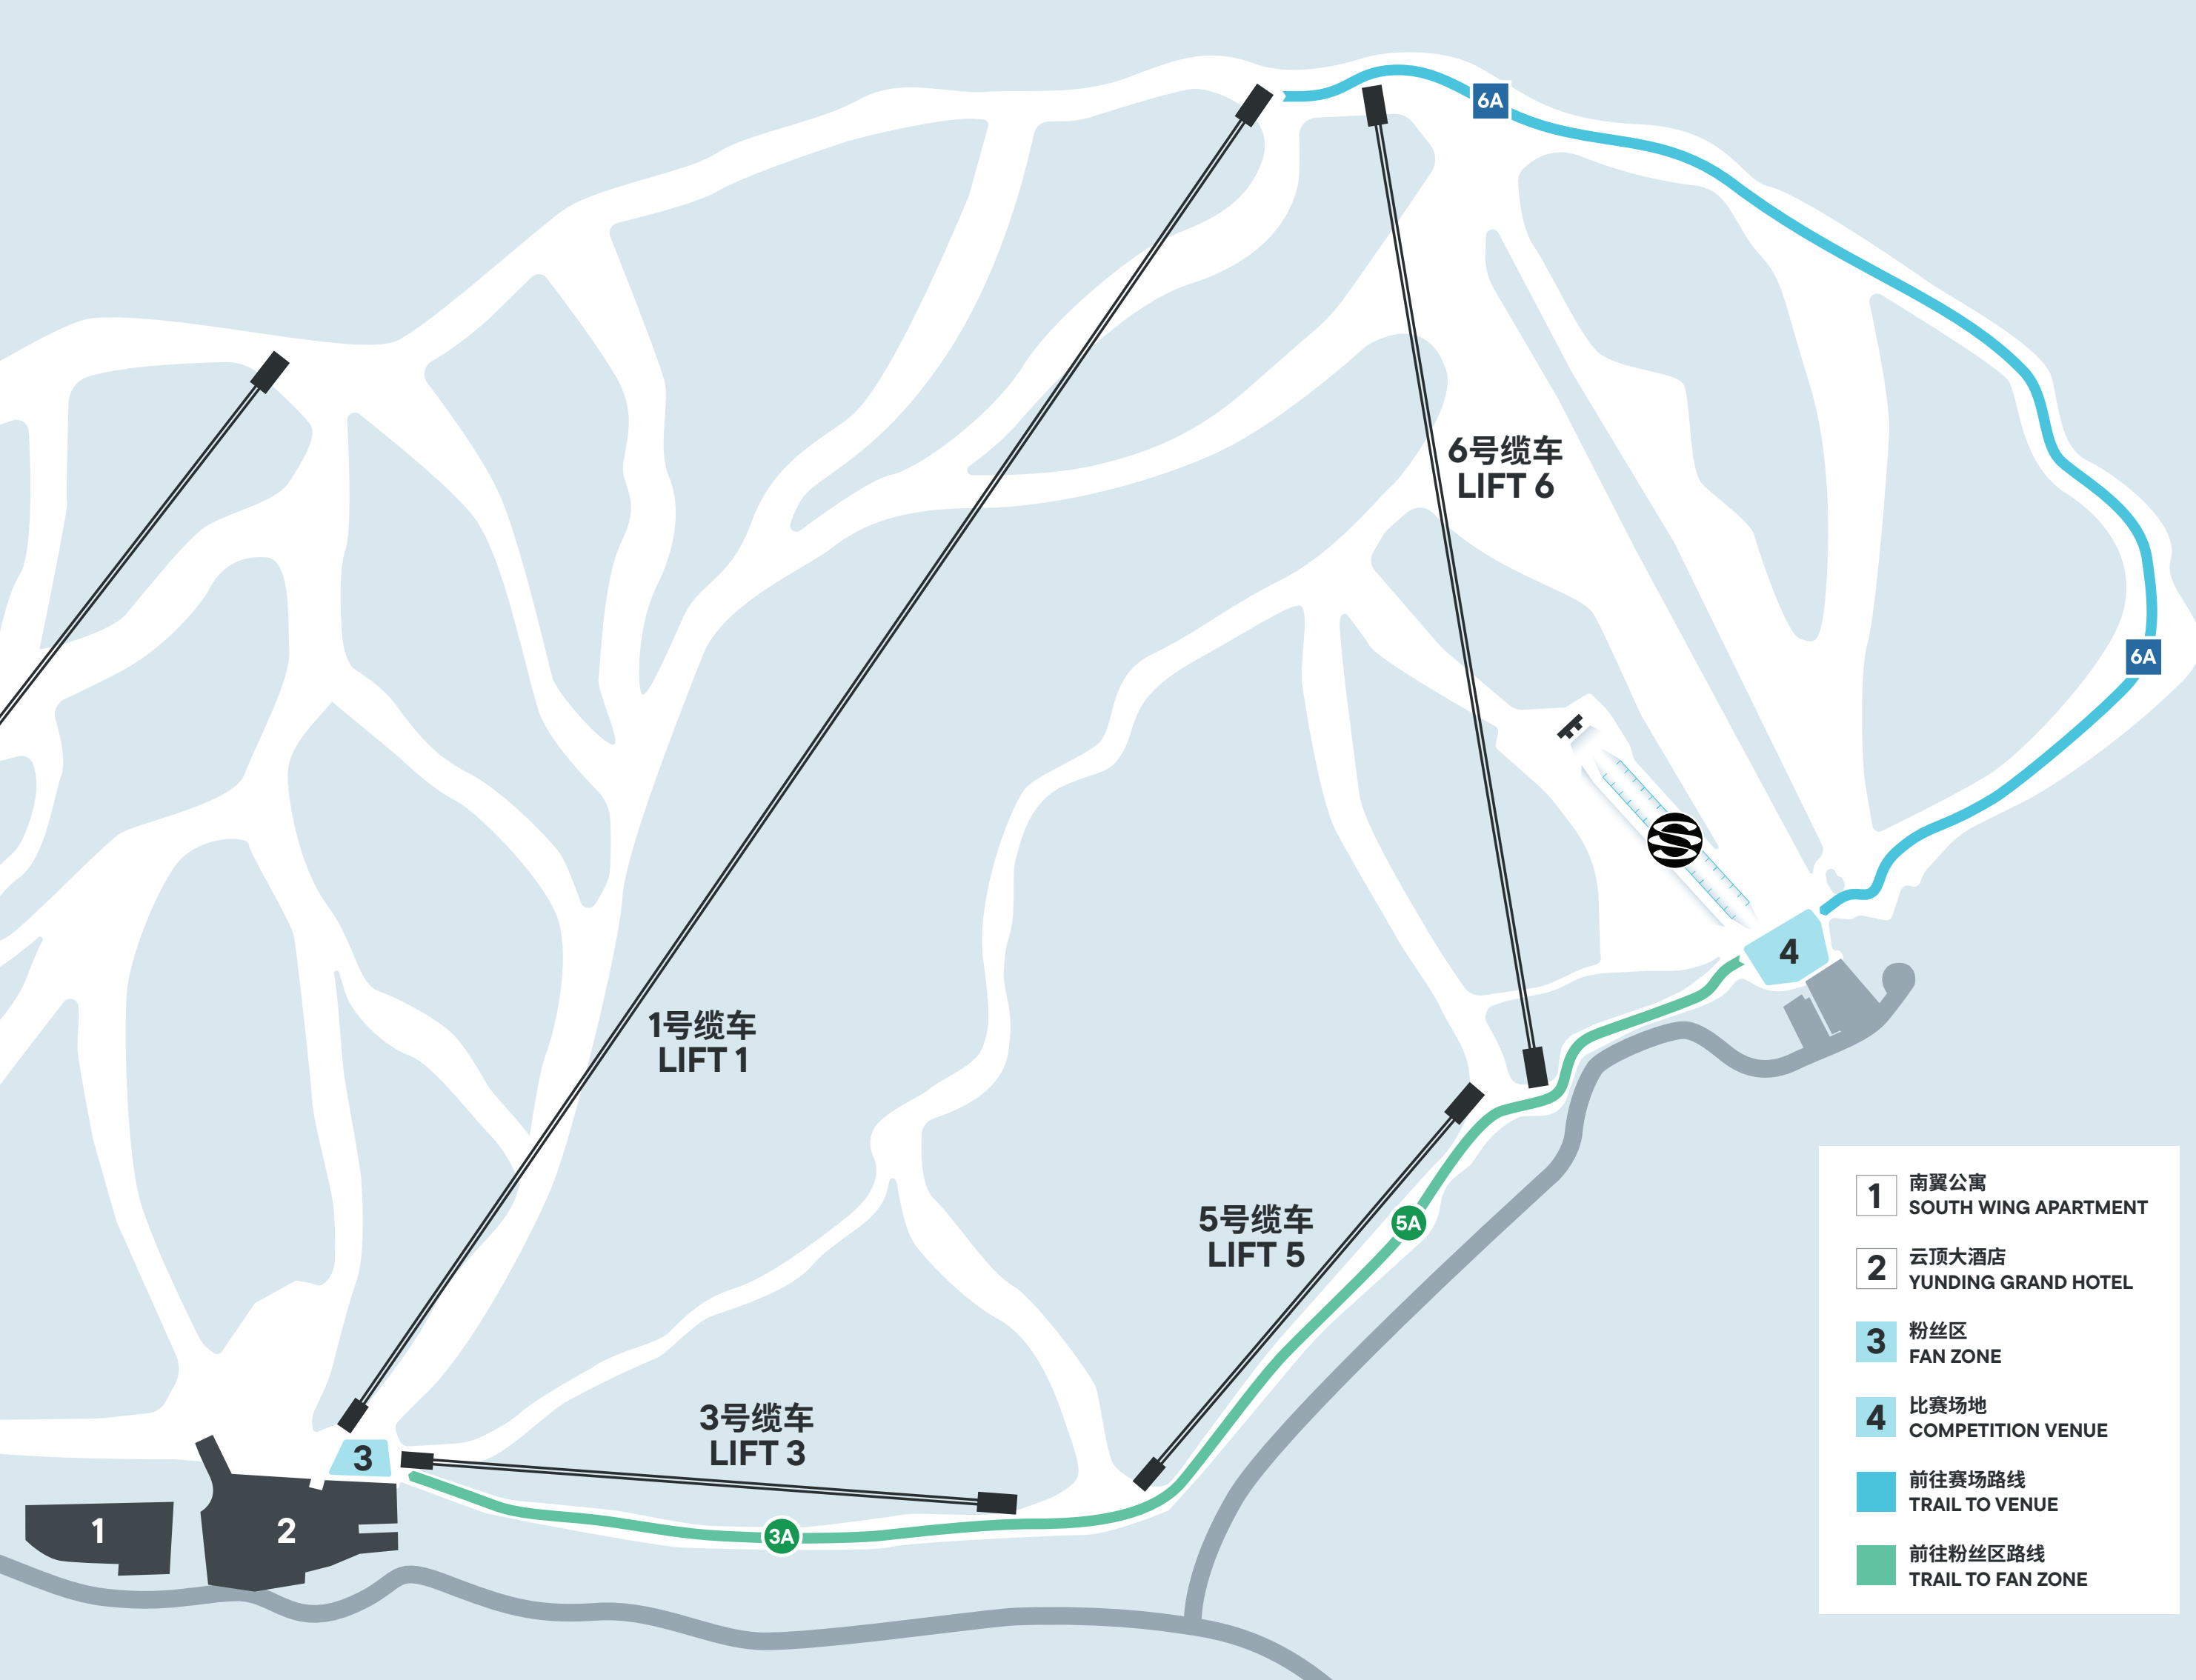 6A
6号缆车
LIFT 6
6A
4
1号缆车
LIFT 1
5号缆车
LIFT 5
5A
3号缆车
LIFT 3
3
3A
1
2
1 南翼公寓
SOUTH WING APARTMENT
2 云顶大酒店
YUNDING GRAND HOTEL
3 粉丝区
FAN ZONE
4 比赛场地
COMPETITION VENUE
前往赛场路线
TRAIL TO VENUE
前往粉丝区路线
TRAIL TO FAN ZONE